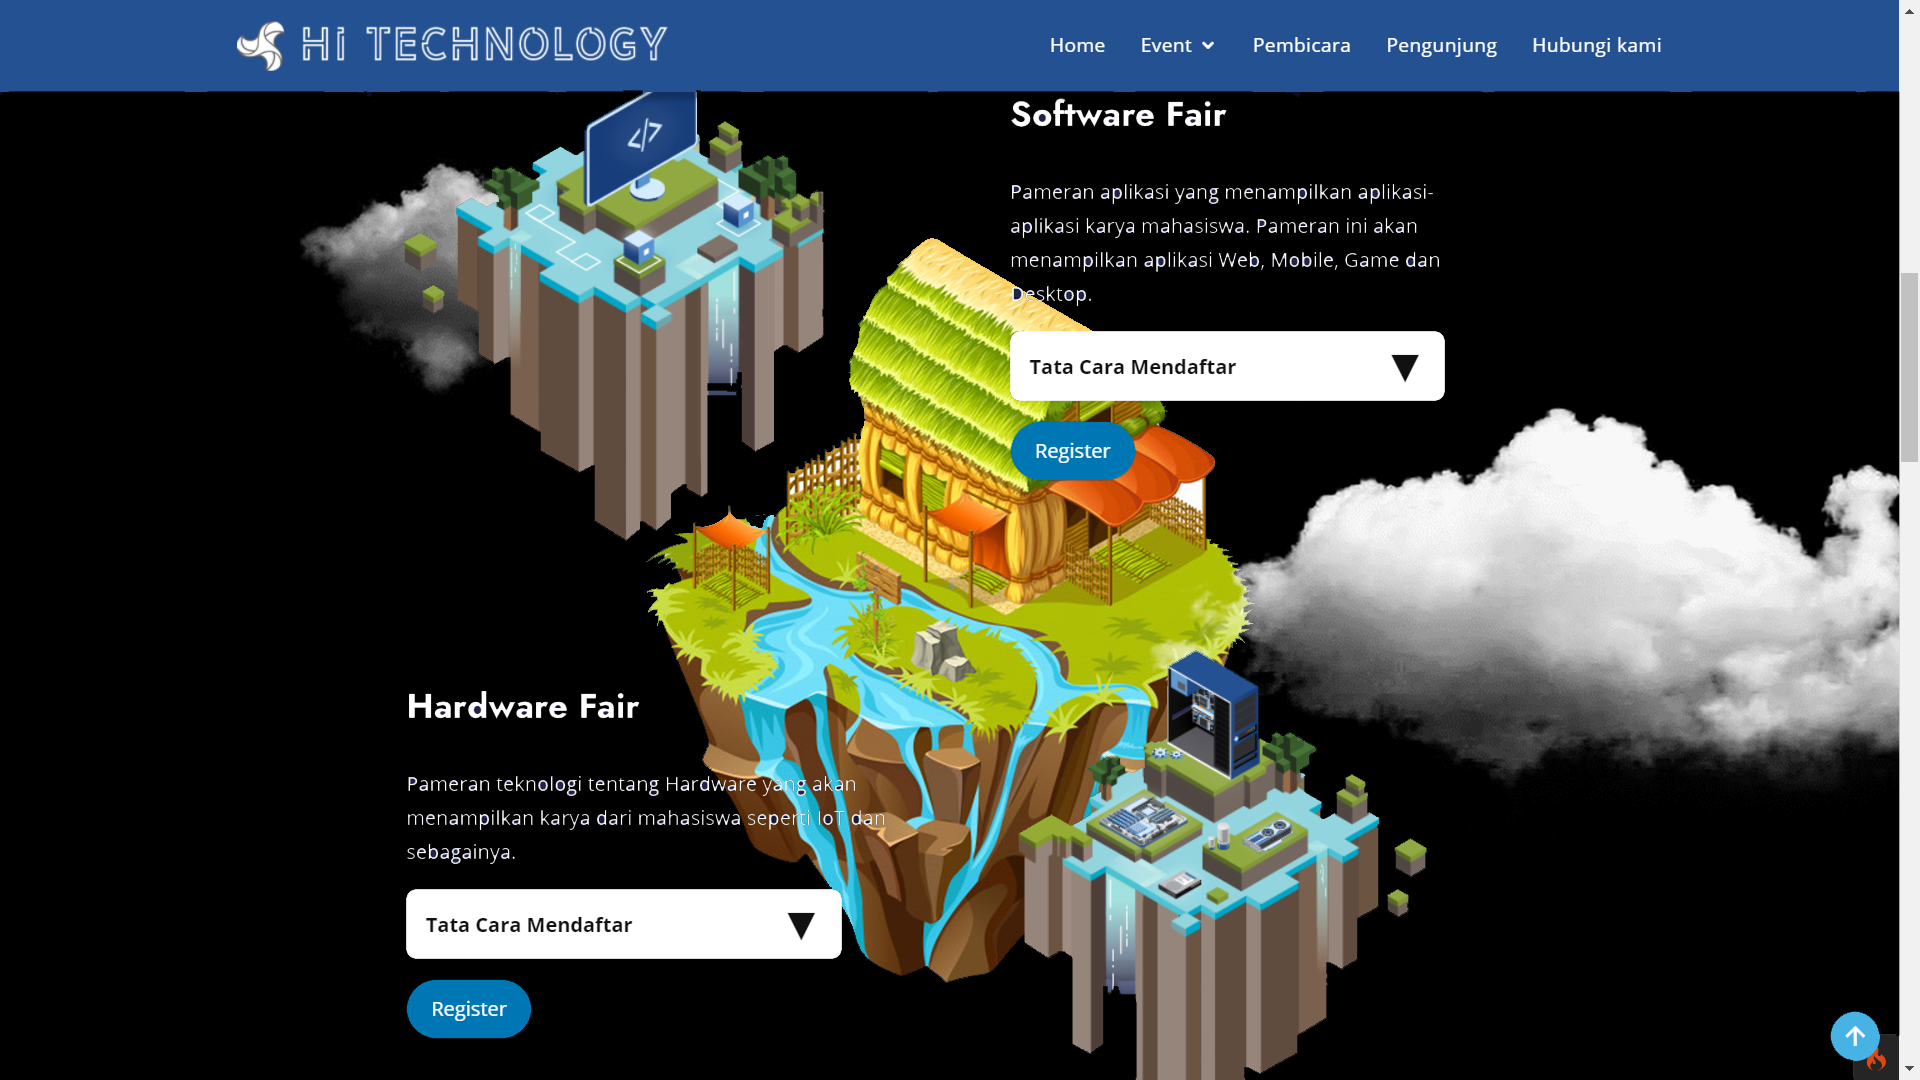 Hi TECHNOLOGY
Home
Event
Pembicara
Pengunjung
Hubungi kami
Software Fair
Pameran aplikasi yang menampilkan aplikasi-
aplikasi karya mahasiswa. Pameran ini akan
menampilkan aplikasi Web, Mobile, Game dan
Desktop.
Tata Cara Mendaftar
Register
Hardware Fair
Pameran teknologi tentang Hardware yang akan
menampilkan karya dari mahasiswa seperti IoT dan
sebagainya.
Tata Cara Mendaftar
Register